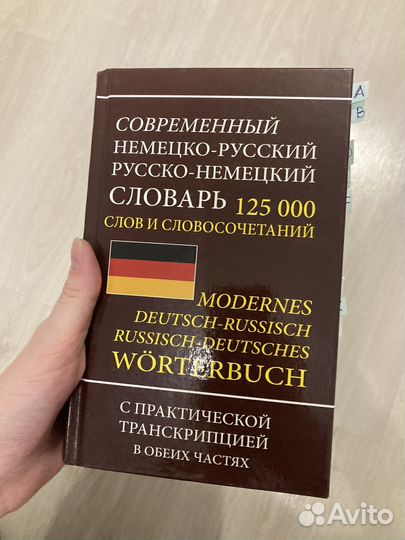 СОВРЕМЕННЫЙ
НЕМЕЦКО-РУССКИЙ
РУССКО-НЕМЕЦКИЙ
СЛОВАРЬ 125 000
СЛОВ И СЛОВОСОЧЕТАНИЙ
MODERNES
DEUTSCH-RUSSISCH
RUSSISCH-DEUTSCHES
WÖRTERBUCH
С ПРАКТИЧЕСКОЙ
ТРАНСКРИПЦИЕЙ
В ОБЕИХ ЧАСТЯХ
A
B
Avito